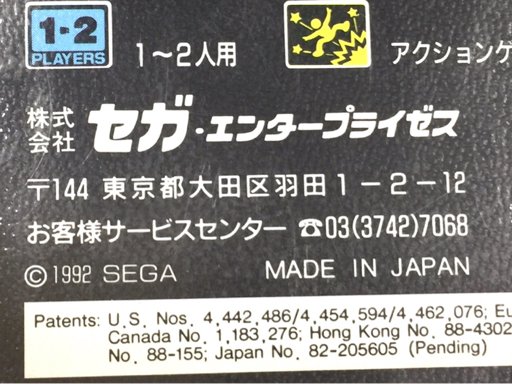 1・2
PLAYERS
1〜2人用
アクションゲ
株式会社 セガ・エンタープライゼス
〒144 東京都大田区羽田1－2－12
お客様サービスセンター ☎03(3742)7068
©1992 SEGA MADE IN JAPAN
Patents: U.S. Nos. 4,442,486/4,454,594/4,462,076; Eu
Canada No. 1,183,276; Hong Kong No. 88-4302
No. 88-155; Japan No. 82-205605 (Pending)